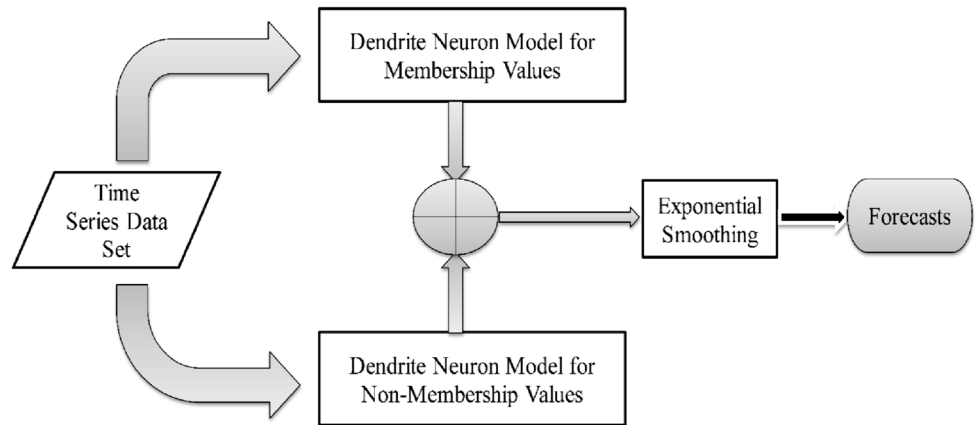 Dendrite Neuron Model for
Membership Values
Time
Series Data
Set
Exponential
Smoothing
Forecasts
Dendrite Neuron Model for
Non-Membership Values